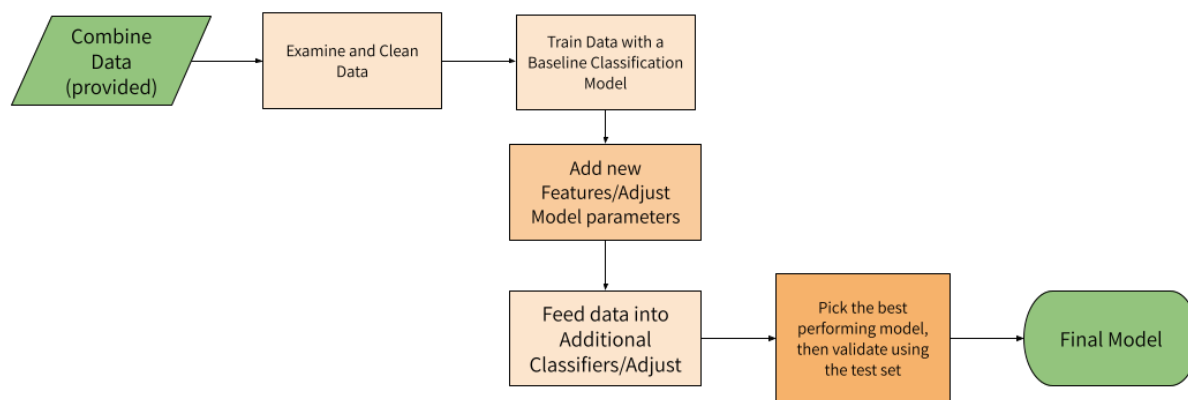 Combine
Data
(provided)
Examine and Clean
Data
Train Data with a
Baseline Classification
Model
Add new
Features/Adjust
Model parameters
Feed data into
Additional
Classifiers/Adjust
Pick the best
performing model,
then validate using
the test set
Final Model